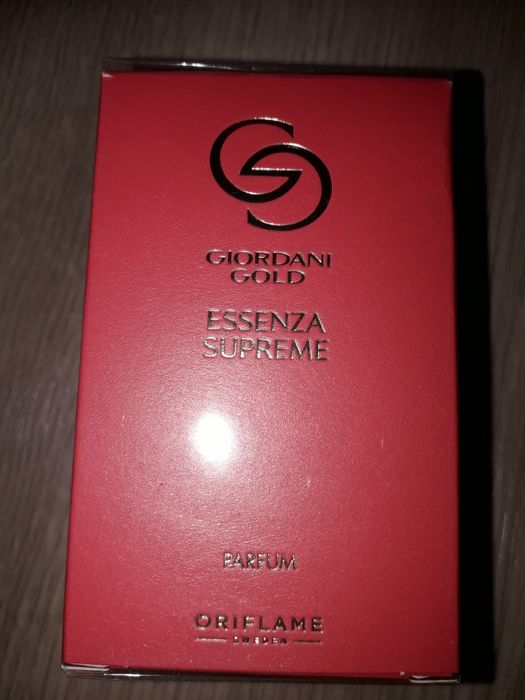 GIORDANI
GOLD
ESSENZA
SUPREME
PARFUM
ORIFLAME
SWEDEN